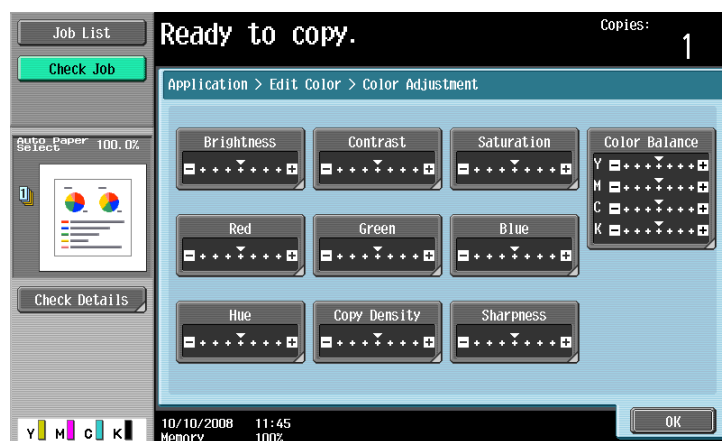 Job List
Check Job
Ready to copy.
Copies:
1
Application > Edit Color > Color Adjustment
Auto Paper Select 100.0%
1
Check Details
Brightness
Contrast
Saturation
Color Balance
Y
M
C
K
Red
Green
Blue
Hue
Copy Density
Sharpness
Y M C K
10/10/2008 11:45
Memory 100%
OK